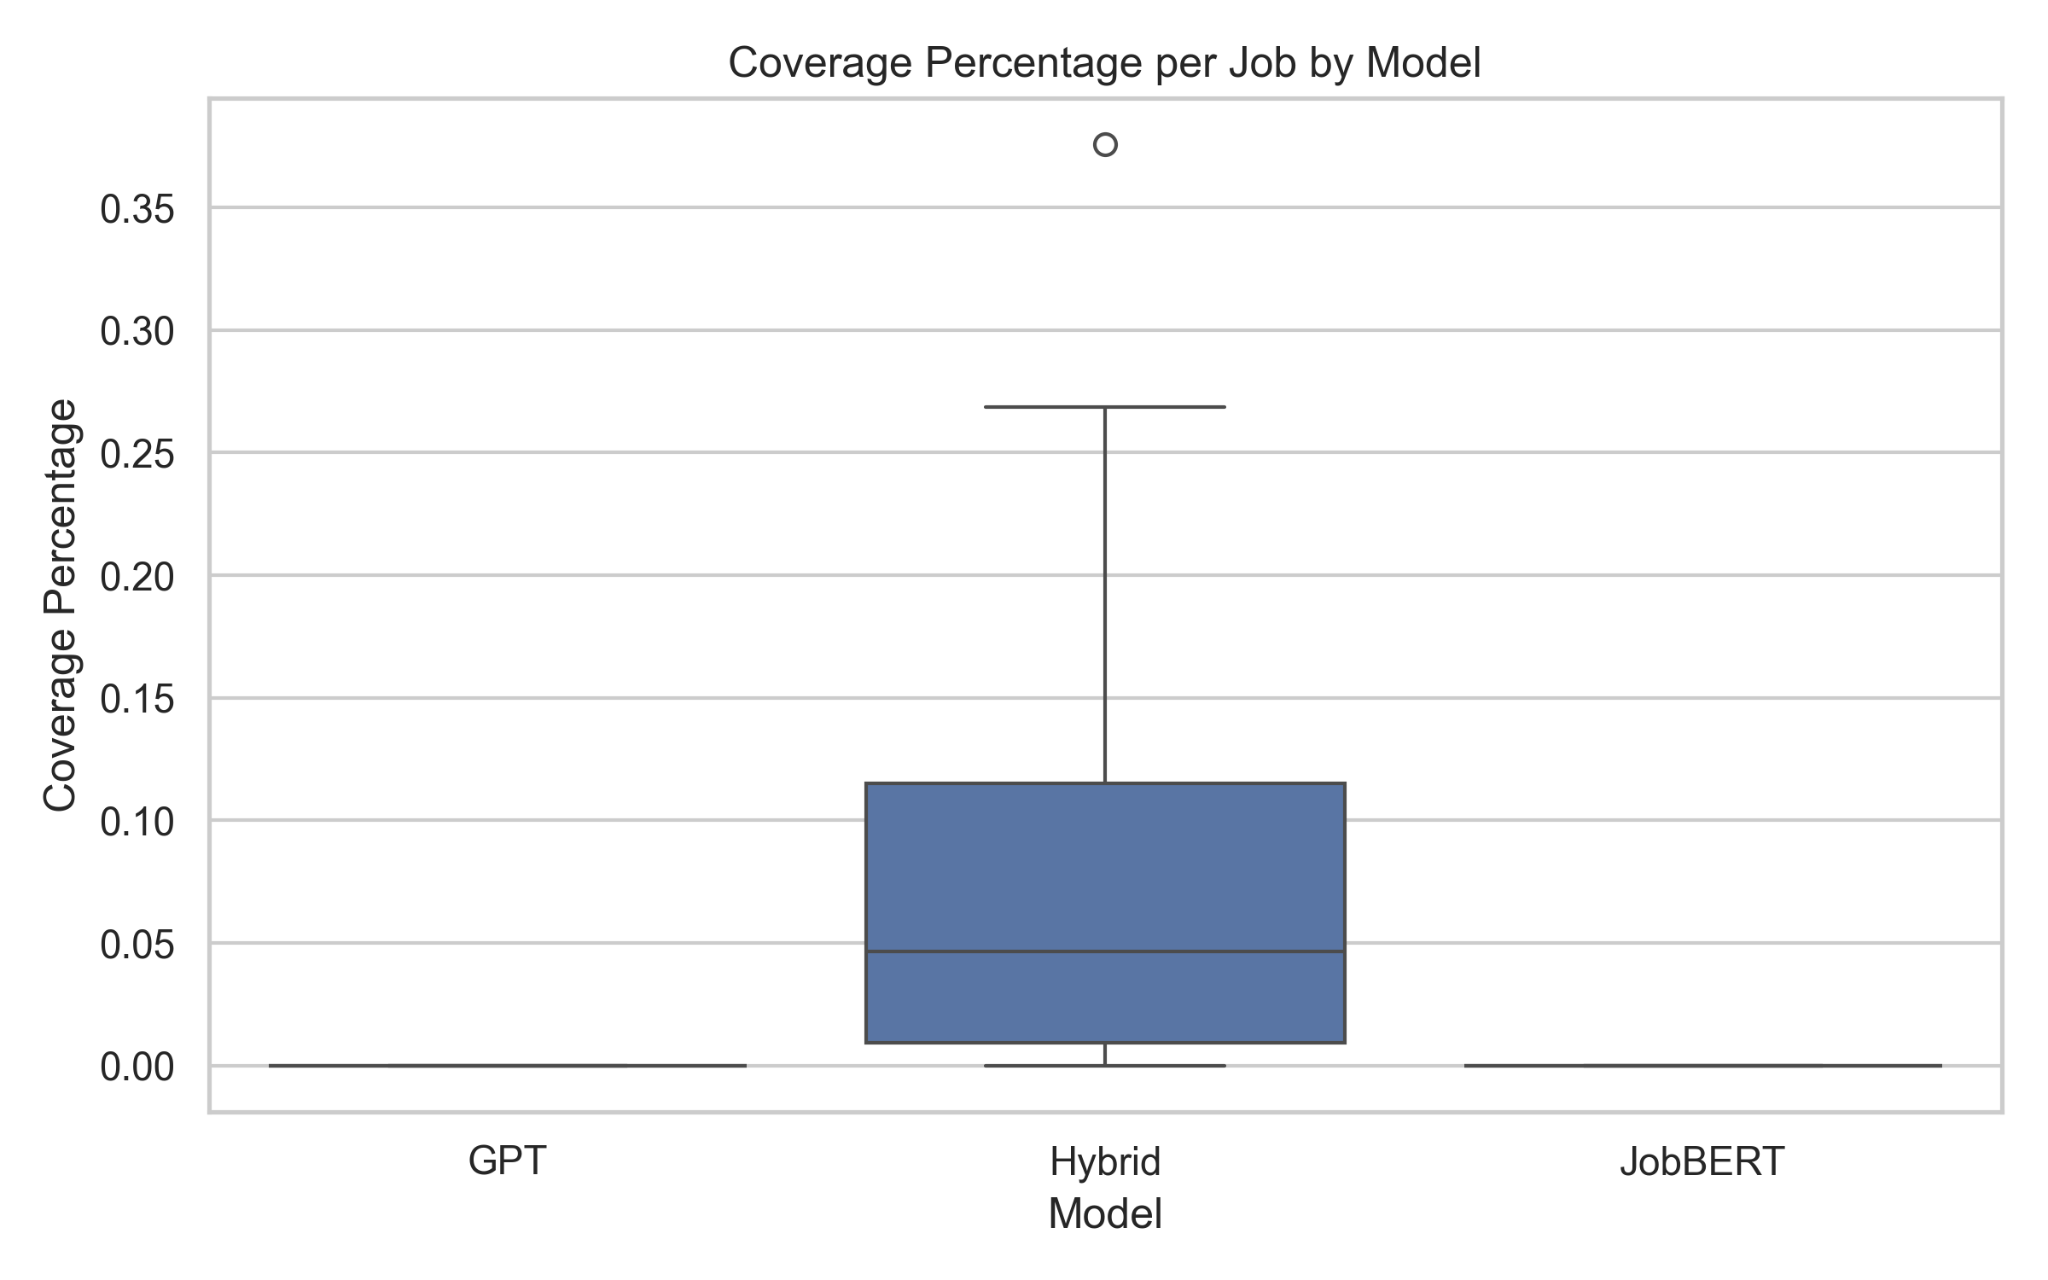 Coverage Percentage per Job by Model
Coverage Percentage
0.35
0.30
0.25
0.20
0.15
0.10
0.05
0.00
GPT Hybrid JobBERT
Model